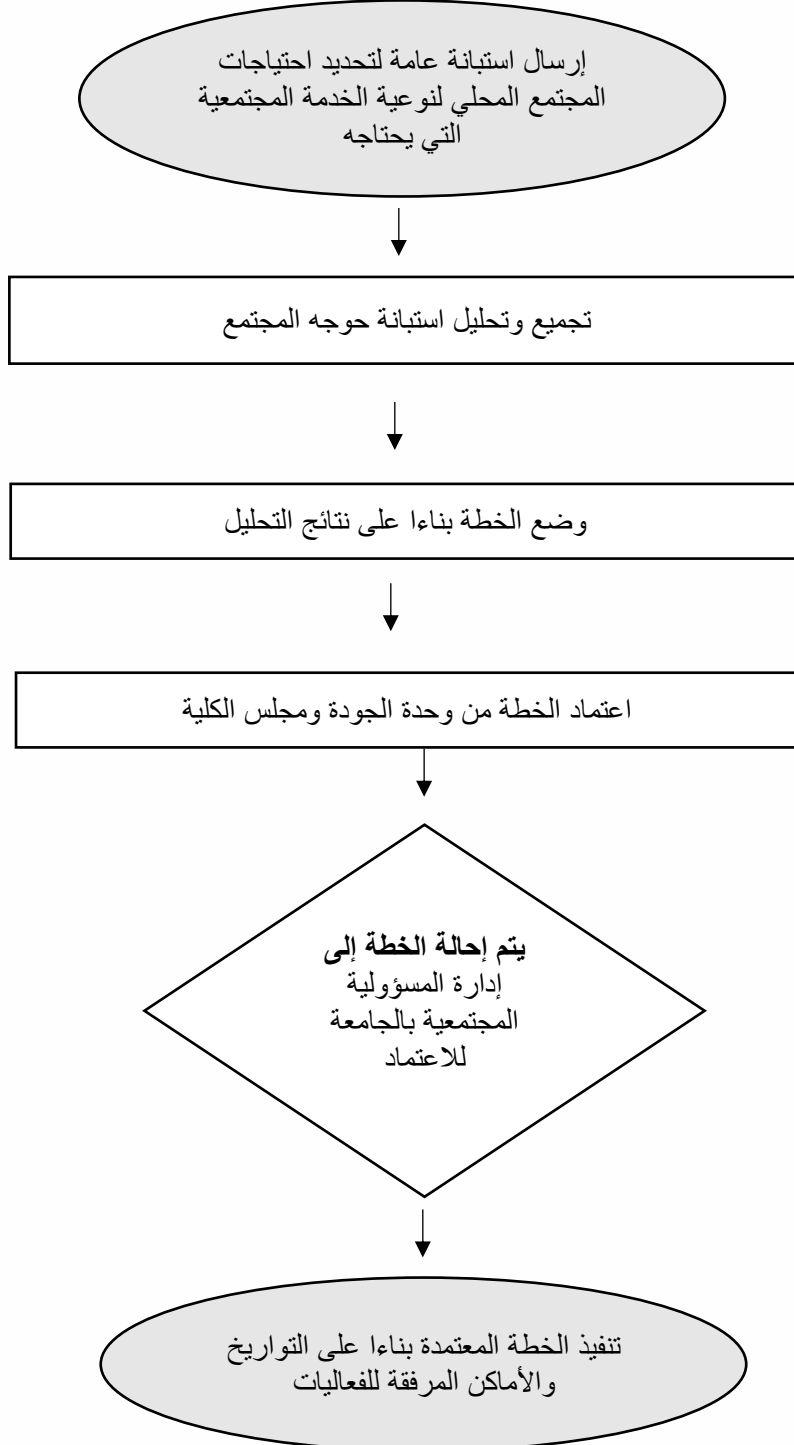 إرسال استبانة عامة لتحديد احتياجات
المجتمع المحلي لنوعية الخدمة المجتمعية
التي يحتاجه
تجميع وتحليل استبانة حوجه المجتمع
وضع الخطة بناءا على نتائج التحليل
اعتماد الخطة من وحدة الجودة ومجلس الكلية
يتم إحالة الخطة إلى
إدارة المسؤولية
المجتمعية بالجامعة
للاعتماد
تنفيذ الخطة المعتمدة بناءا على التواريخ
والأماكن المرفقة للفعاليات